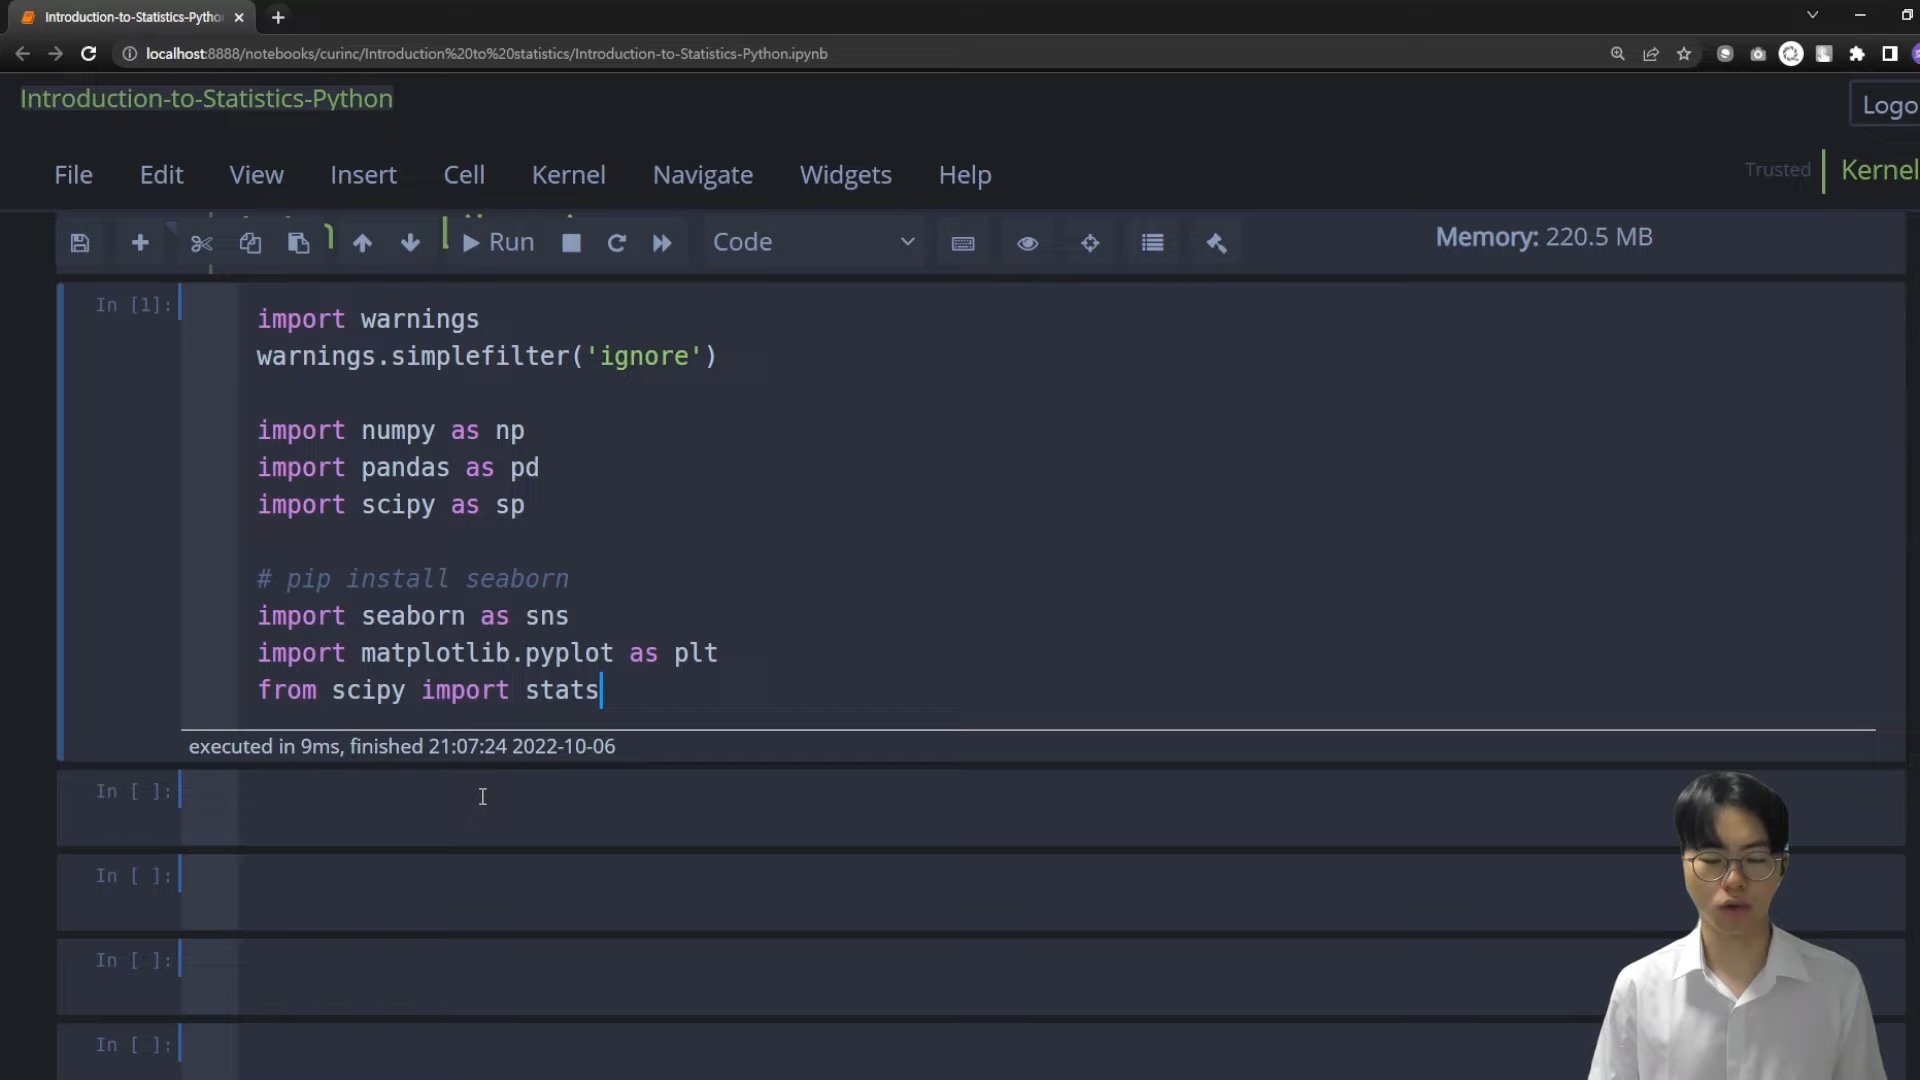 Introduction-to-Statistics-Pytho
localhost:8888/notebooks/curinc/Introduction%20to%20statistics/Introduction-to-Statistics-Python.ipynb
Introduction-to-Statistics-Python
Logo
File Edit View Insert Cell Kernel Navigate Widgets Help
Trusted
Kernel
Run
Code
Memory: 220.5 MB
In [1]:
import warnings
warnings.simplefilter('ignore')
import numpy as np
import pandas as pd
import scipy as sp
# pip install seaborn
import seaborn as sns
import matplotlib.pyplot as plt
from scipy import stats
executed in 9ms, finished 21:07:24 2022-10-06
In [ ]:
In [ ]:
In [ ]:
In [ ]: